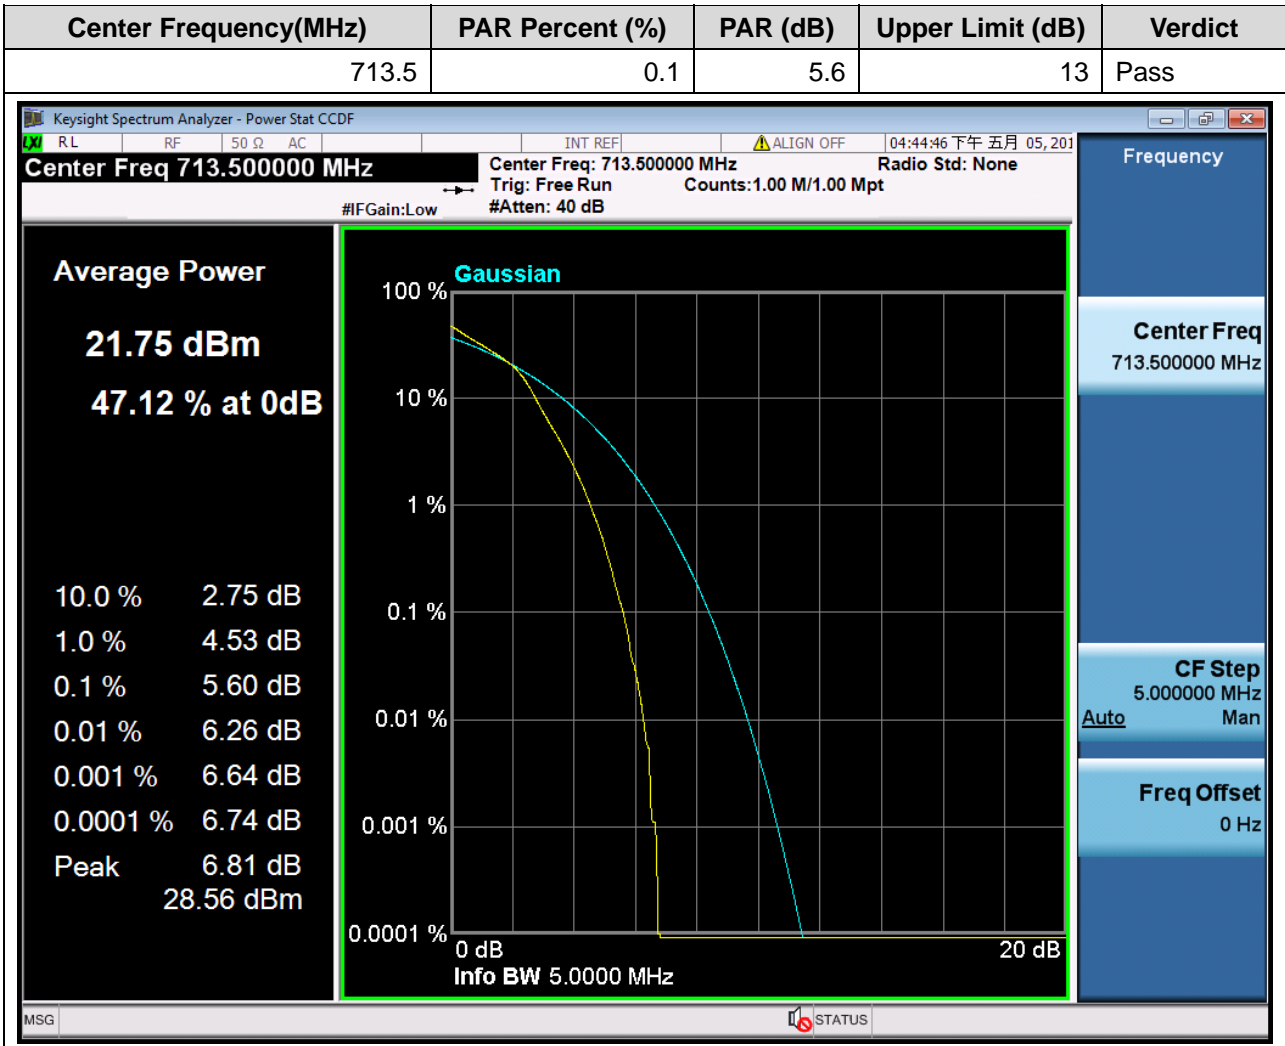 Center Frequency(MHz) PAR Percent (%) PAR (dB) Upper Limit (dB) Verdict
713.5 0.1 5.6 13 Pass
Keysight Spectrum Analyzer - Power Stat CCDF
LXI RL RF 50 Ω AC INT REF ALIGN OFF 04:44:46 下午 五月 05, 201
Center Freq 713.500000 MHz
Center Freq: 713.500000 MHz Radio Std: None
Trig: Free Run Counts:1.00 M/1.00 Mpt
#IFGain:Low #Atten: 40 dB
Average Power
21.75 dBm
47.12 % at 0dB
10.0 % 2.75 dB
1.0 % 4.53 dB
0.1 % 5.60 dB
0.01 % 6.26 dB
0.001 % 6.64 dB
0.0001 % 6.74 dB
Peak 6.81 dB
28.56 dBm
Gaussian
100 %
10 %
1 %
0.1 %
0.01 %
0.001 %
0.0001 %
0 dB 20 dB
Info BW 5.0000 MHz
Frequency
Center Freq
713.500000 MHz
CF Step
5.000000 MHz
Auto Man
Freq Offset
0 Hz
MSG STATUS